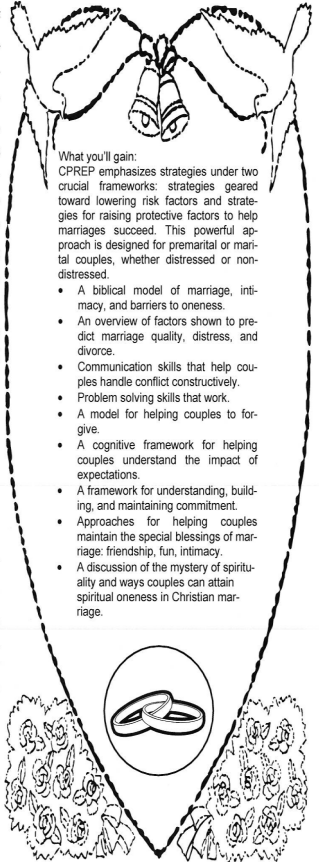 What you'll gain:
CPREP emphasizes strategies under two
crucial frameworks: strategies geared
toward lowering risk factors and strate-
gies for raising protective factors to help
marriages succeed. This powerful ap-
proach is designed for premarital or mari-
tal couples, whether distressed or non-
distressed.
• A biblical model of marriage, inti-
macy, and barriers to oneness.
• An overview of factors shown to pre-
dict marriage quality, distress, and
divorce.
• Communication skills that help cou-
ples handle conflict constructively.
• Problem solving skills that work.
• A model for helping couples to for-
give.
• A cognitive framework for helping
couples understand the impact of
expectations.
• A framework for understanding, build-
ing, and maintaining commitment.
• Approaches for helping couples
maintain the special blessings of mar-
riage: friendship, fun, intimacy.
• A discussion of the mystery of spiritu-
ality and ways couples can attain
spiritual oneness in Christian mar-
riage.